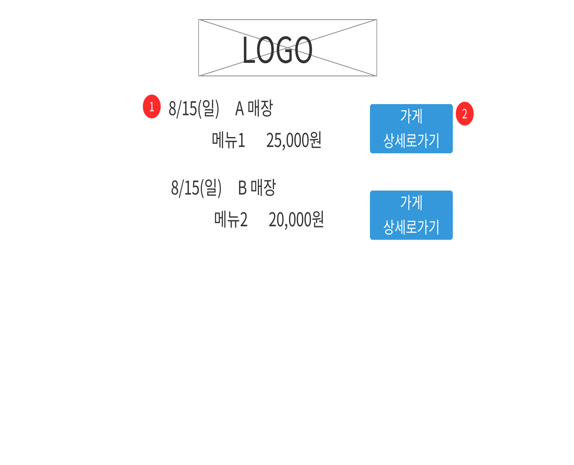 LOGO
1
8/15(일) A 매장
메뉴1 25,000원
가게
상세로가기
2
8/15(일) B 매장
메뉴2 20,000원
가게
상세로가기